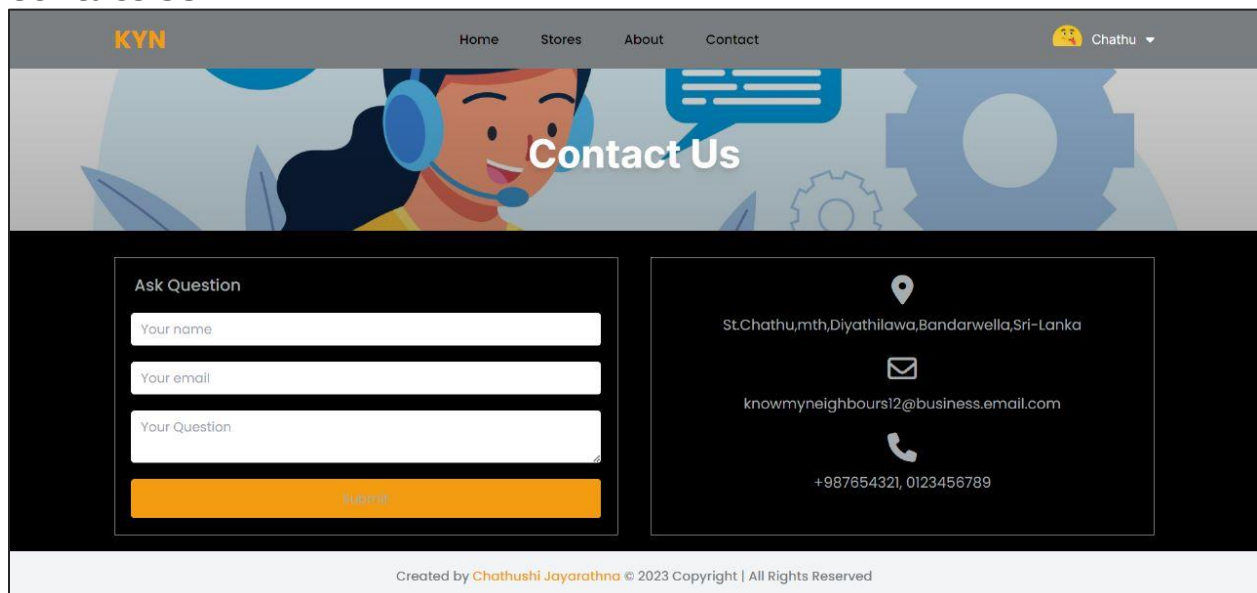 KYN
Home Stores About Contact
Chathu
Contact Us
Ask Question
Your name
Your email
Your Question
Submit
St.Chathu,mth,Diyathilawa,Bandarwella,Sri-Lanka
knowmyneighbours12@business.email.com
+987654321, 0123456789
Created by Chathushi Jayarathna © 2023 Copyright | All Rights Reserved